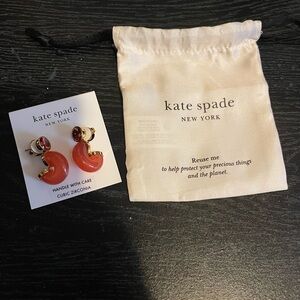 kate spade
NEW YORK
HANDLE WITH CARE
CUBIC ZIRCONIA
kate spade
NEW YORK
Reuse me
to help protect your precious things
and the planet.